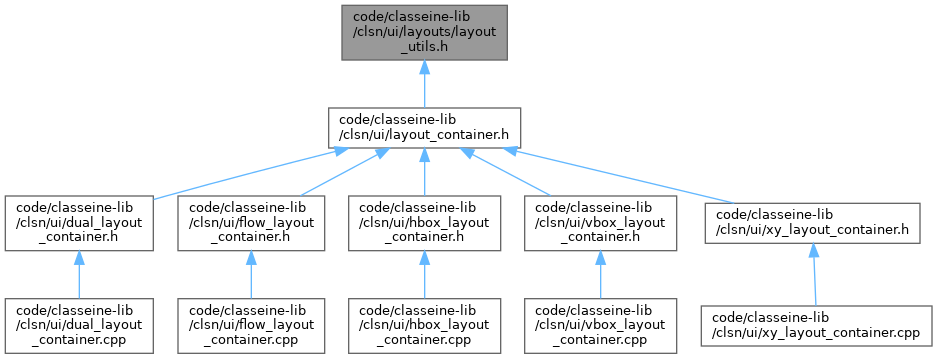 code/classeine-lib
/clsn/ui/layouts/layout
_utils.h
code/classeine-lib
/clsn/ui/layout_container.h
code/classeine-lib
/clsn/ui/dual_layout
_container.h
code/classeine-lib
/clsn/ui/flow_layout
_container.h
code/classeine-lib
/clsn/ui/hbox_layout
_container.h
code/classeine-lib
/clsn/ui/vbox_layout
_container.h
code/classeine-lib
/clsn/ui/xy_layout_container.h
code/classeine-lib
/clsn/ui/dual_layout
_container.cpp
code/classeine-lib
/clsn/ui/flow_layout
_container.cpp
code/classeine-lib
/clsn/ui/hbox_layout
_container.cpp
code/classeine-lib
/clsn/ui/vbox_layout
_container.cpp
code/classeine-lib
/clsn/ui/xy_layout_container.cpp